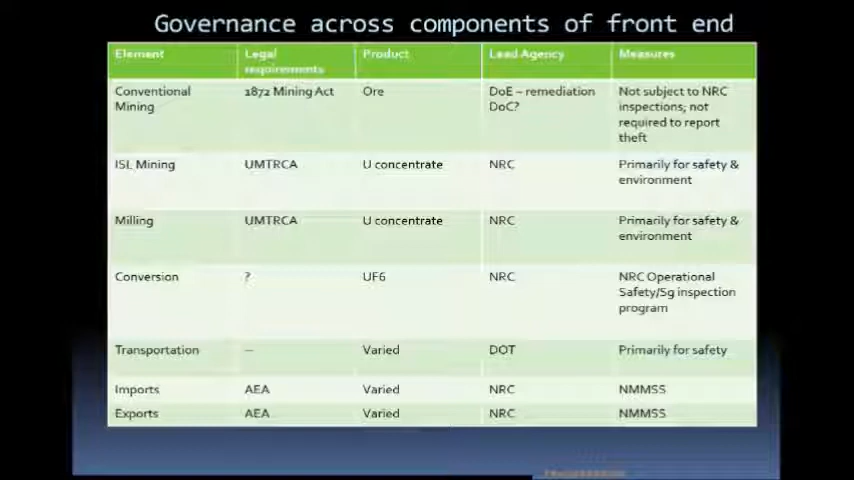 Governance across components of front end
Element
Legal requirements
Product
Lead Agency
Measures
Conventional Mining
1872 Mining Act
Ore
DoE – remediation
DoC?
Not subject to NRC
inspections; not
required to report
theft
ISL Mining
UMTRCA
U concentrate
NRC
Primarily for safety &
environment
Milling
UMTRCA
U concentrate
NRC
Primarily for safety &
environment
Conversion
?
UF6
NRC
NRC Operational
Safety/Sg inspection
program
Transportation
--
Varied
DOT
Primarily for safety
Imports
AEA
Varied
NRC
NMMSS
Exports
AEA
Varied
NRC
NMMSS